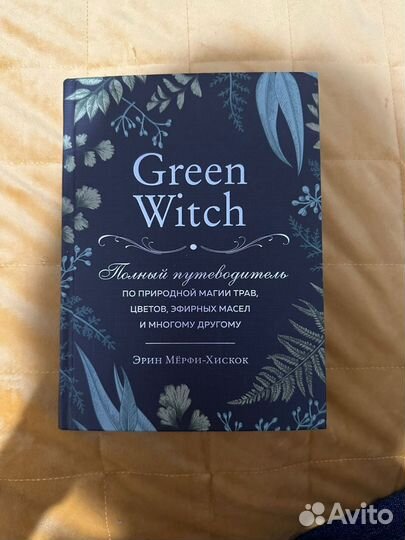 Green
Witch
Полный путеводитель
ПО ПРИРОДНОЙ МАГИИ ТРАВ,
ЦВЕТОВ, ЭФИРНЫХ МАСЕЛ
И МНОГОМУ ДРУГОМУ
ЭРИН МЁРФИ-ХИСКОК
Avito